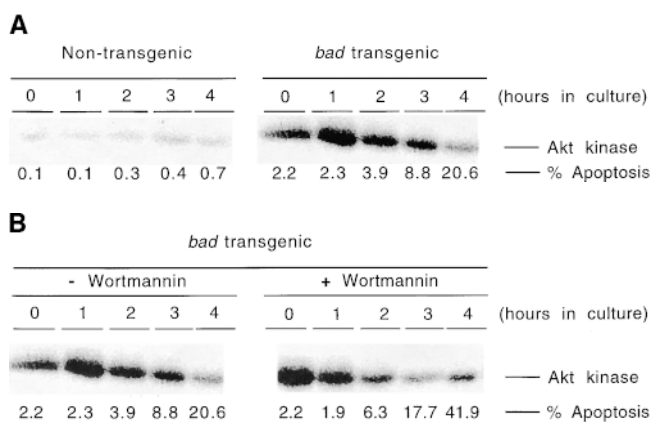 A
Non-transgenic bad transgenic
0 1 2 3 4 0 1 2 3 4 (hours in culture)
Akt kinase
0.1 0.1 0.3 0.4 0.7 2.2 2.3 3.9 8.8 20.6 % Apoptosis
B
bad transgenic
- Wortmannin + Wortmannin
0 1 2 3 4 0 1 2 3 4 (hours in culture)
Akt kinase
2.2 2.3 3.9 8.8 20.6 2.2 1.9 6.3 17.7 41.9 % Apoptosis